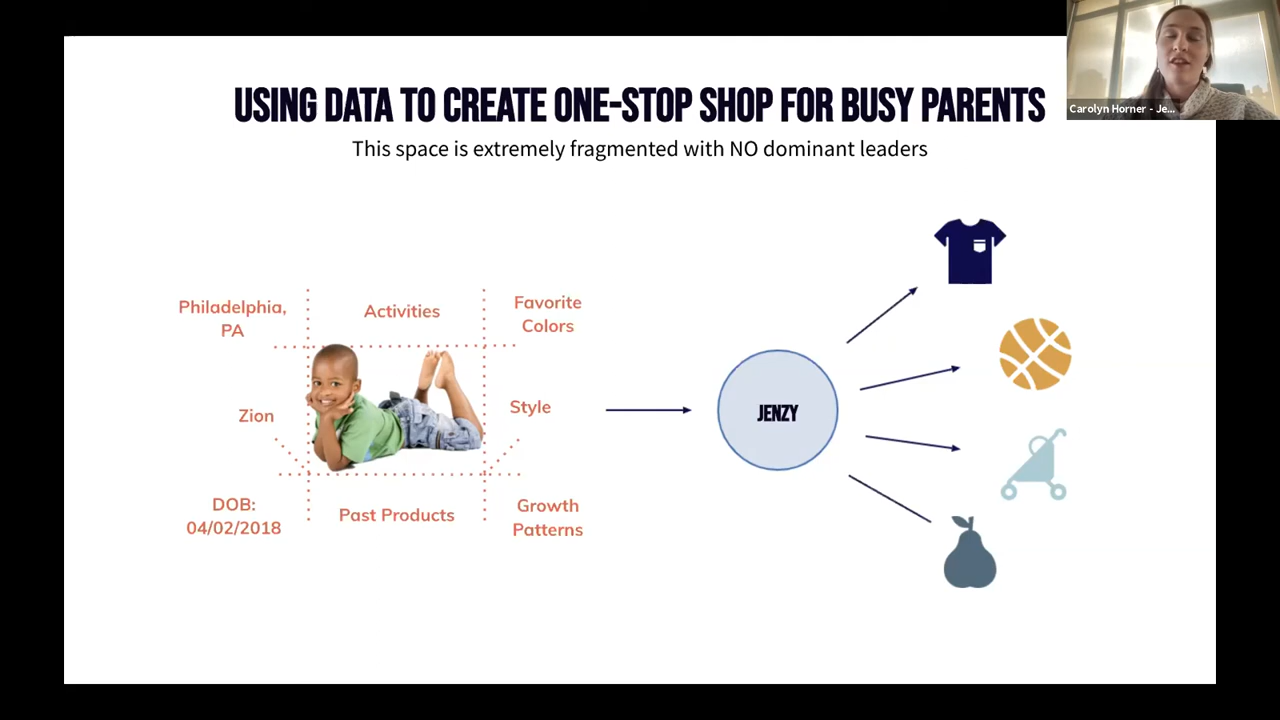 USING DATA TO CREATE ONE-STOP SHOP FOR BUSY PARENTS
This space is extremely fragmented with NO dominant leaders
Carolyn Horner - Je...
Philadelphia,
PA
Activities
Favorite
Colors
Zion
Style
JENZY
DOB:
04/02/2018
Past Products
Growth
Patterns